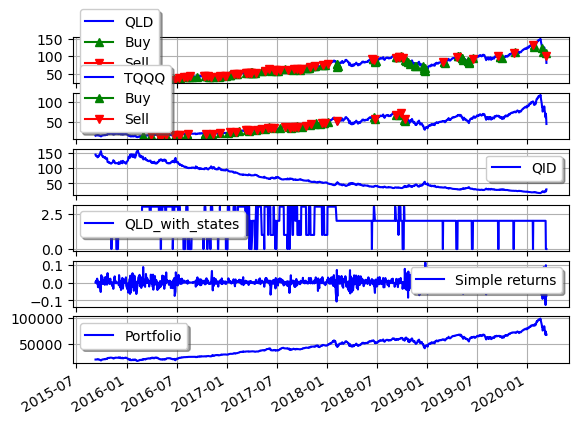 QLD
Buy
Sell
150
100
50
TQQQ
Buy
Sell
100
50
150
100
50
QID
2.5
0.0
QLD_with_states
0.1
0.0
−0.1
Simple returns
100000
50000
Portfolio
2015-07
2016-01
2016-07
2017-01
2017-07
2018-01
2018-07
2019-01
2019-07
2020-01